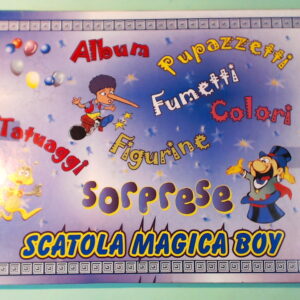 Album
Pupazzetti
Fumetti
Colori
Tatuaggi
Figurine
SORPRESE
SCATOLA MAGICA BOY